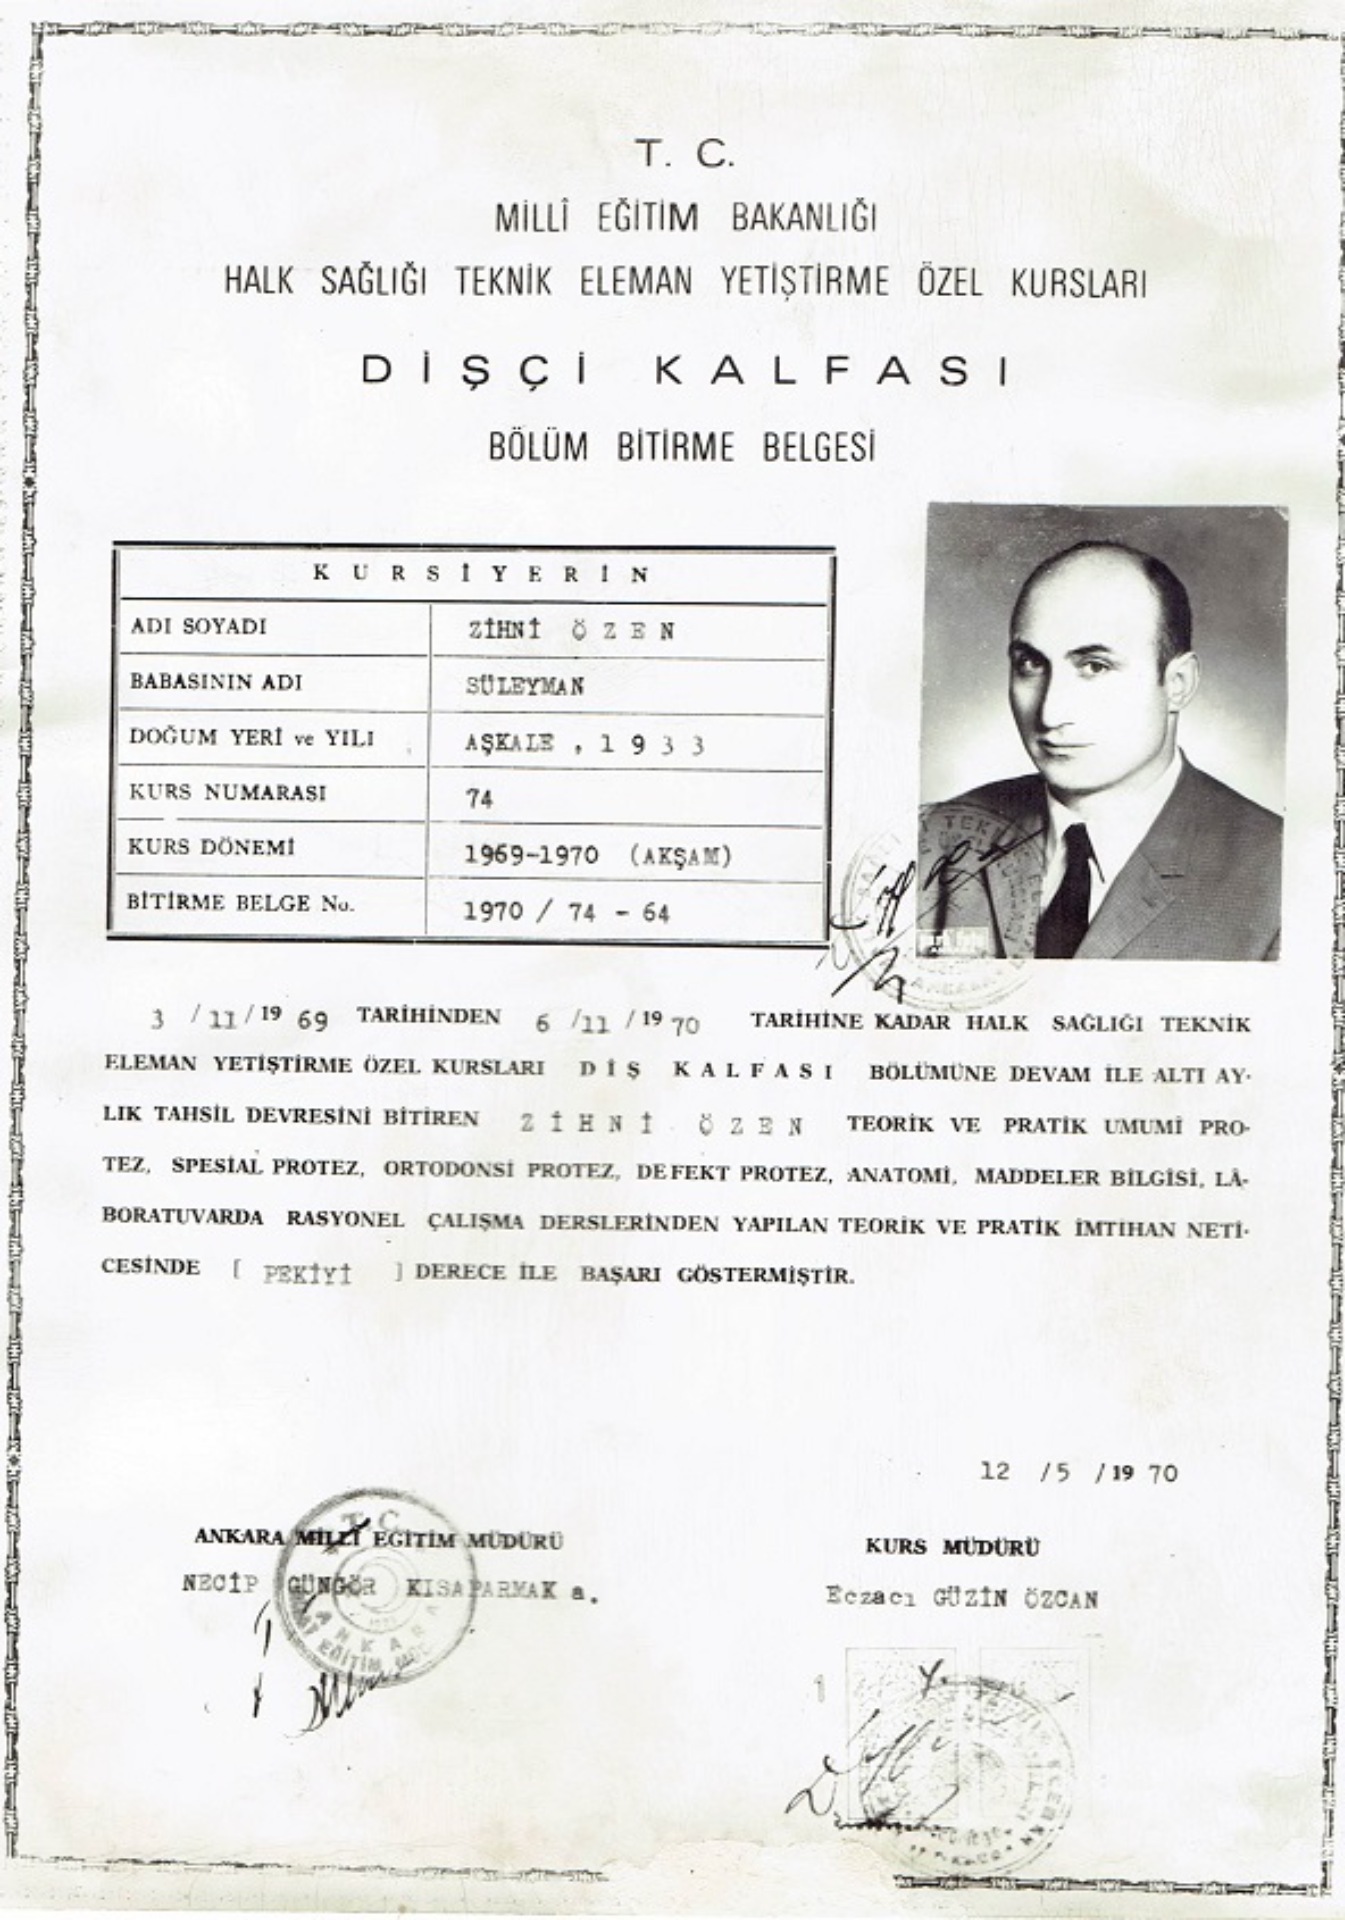 T. C.
MİLLÎ EĞİTİM BAKANLIĞI
HALK SAĞLIĞI TEKNİK ELEMAN YETİŞTİRME ÖZEL KURSLARI
DİŞÇİ KALFASI
BÖLÜM BİTİRME BELGESİ
KURSİYERİN
ADI SOYADI ZİHNİ ÖZEN
BABASININ ADI SÜLEYMAN
DOĞUM YERİ ve YILI AŞKALE , 1933
KURS NUMARASI 74
KURS DÖNEMİ 1969-1970 (AKŞAM)
BİTİRME BELGE No. 1970 / 74 - 64
3 / 11 / 19 69 TARİHİNDEN 6 / 11 / 19 70 TARİHİNE KADAR HALK SAĞLIĞI TEKNİK
ELEMAN YETİŞTİRME ÖZEL KURSLARI DİŞ KALFASI BÖLÜMÜNE DEVAM İLE ALTI AY-
LIK TAHSİL DEVRESİNİ BİTİREN ZİHNİ ÖZEN TEORİK VE PRATİK UMUMİ PRO-
TEZ, SPESİAL PROTEZ, ORTODONSİ PROTEZ, DEFEKT PROTEZ, ANATOMİ, MADDELER BİLGİSİ, LÂ-
BORATUVARDA RASYONEL ÇALIŞMA DERSLERİNDEN YAPILAN TEORİK VE PRATİK İMTİHAN NETİ-
CESİNDE [ PEKİYİ ] DERECE İLE BAŞARI GÖSTERMİŞTİR.
12 / 5 / 19 70
ANKARA MİLLÎ EĞİTİM MÜDÜRÜ
NECİP GÜNGÖR KISAPARMAK a.
KURS MÜDÜRÜ
Eczacı GÜZİN ÖZCAN
T.C.
ANKARA